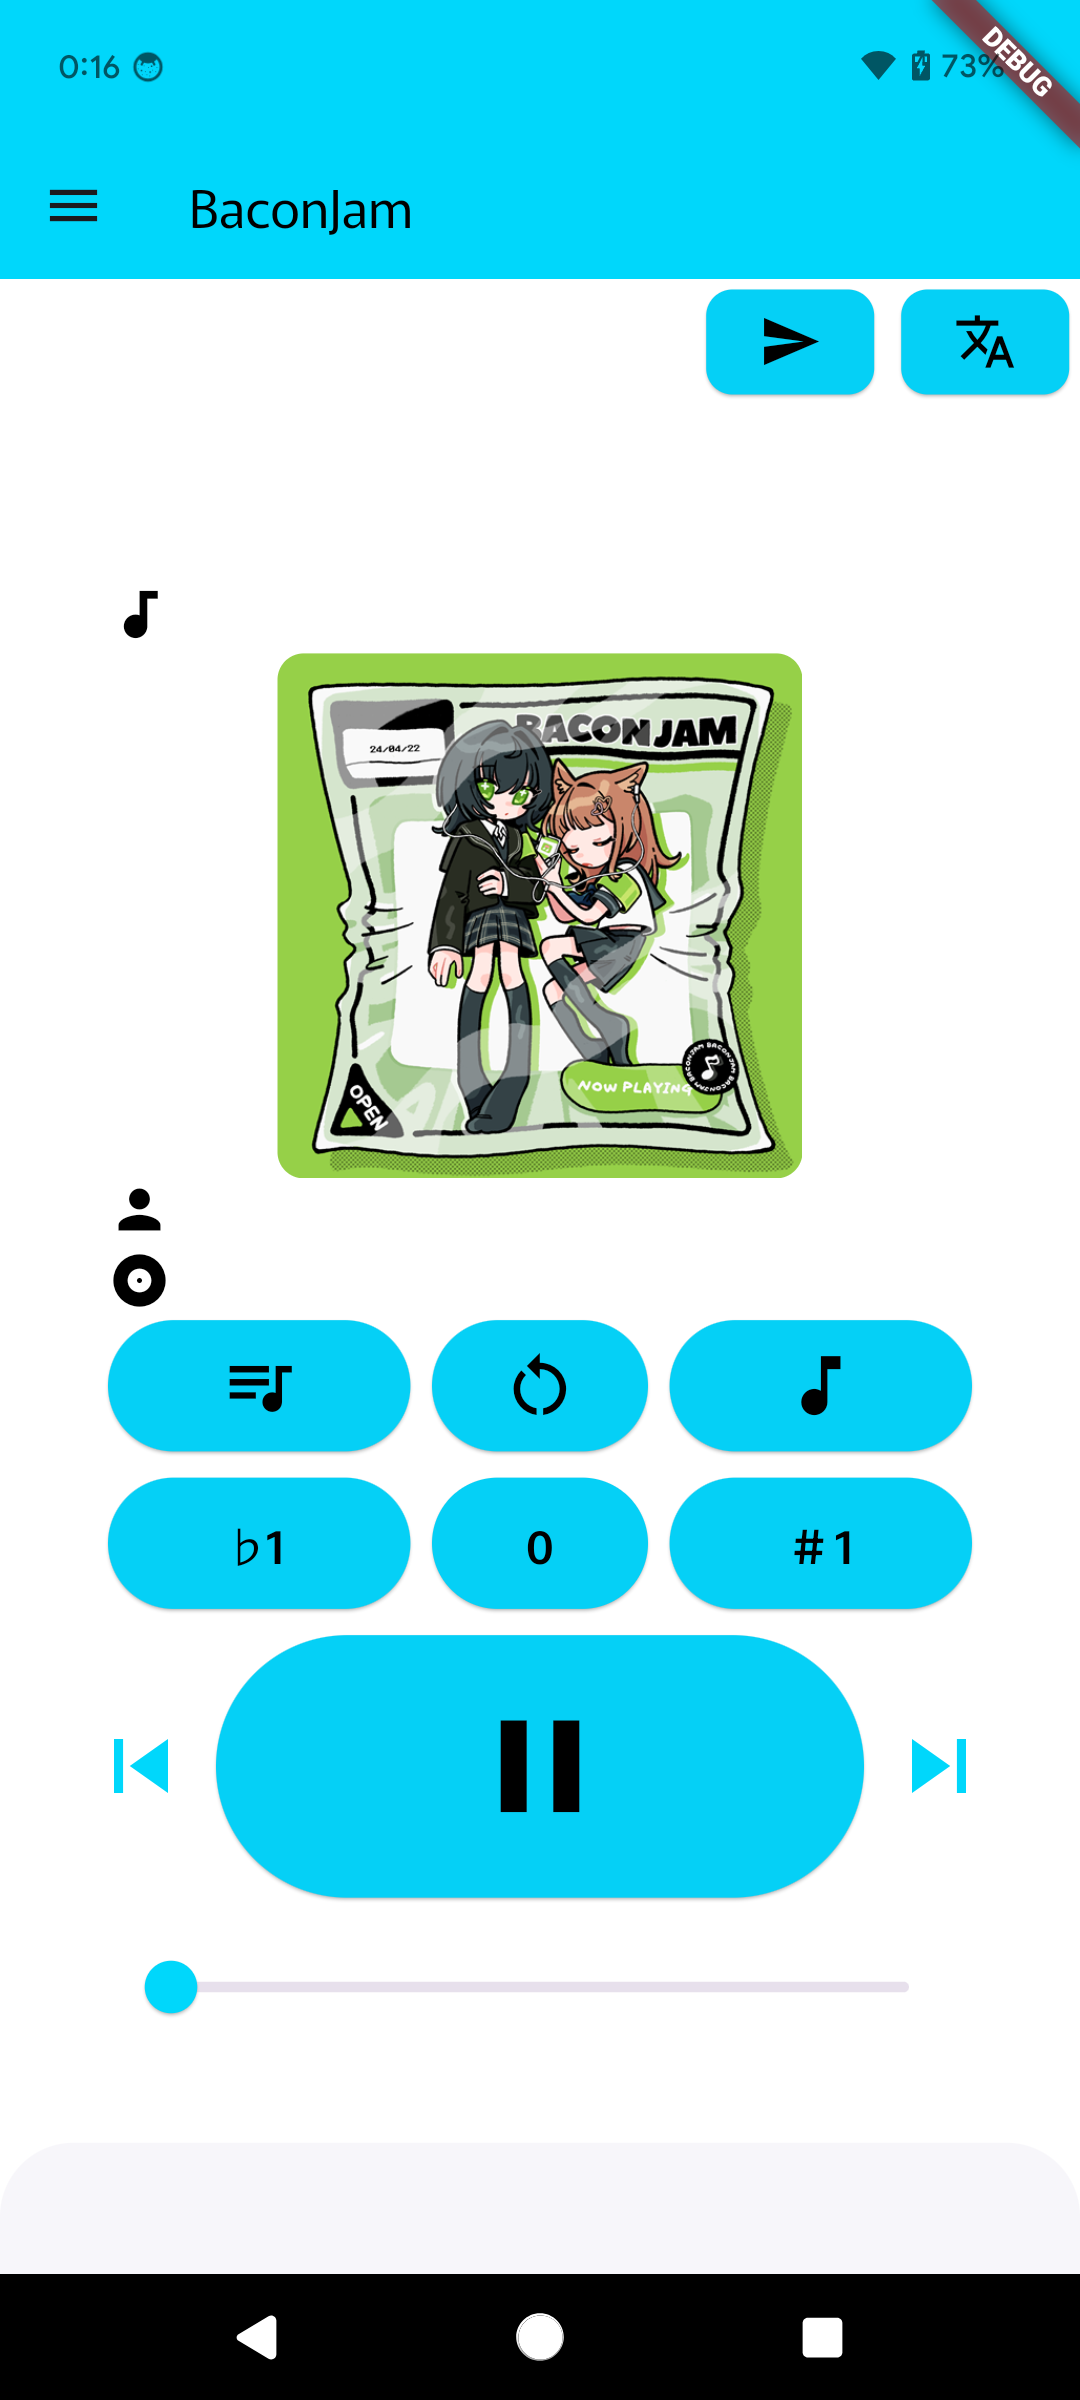 0:16
73%
DEBUG
BaconJam
24/04/22
BACON JAM
NOW PLAYING
OPEN
♭1
0
#1